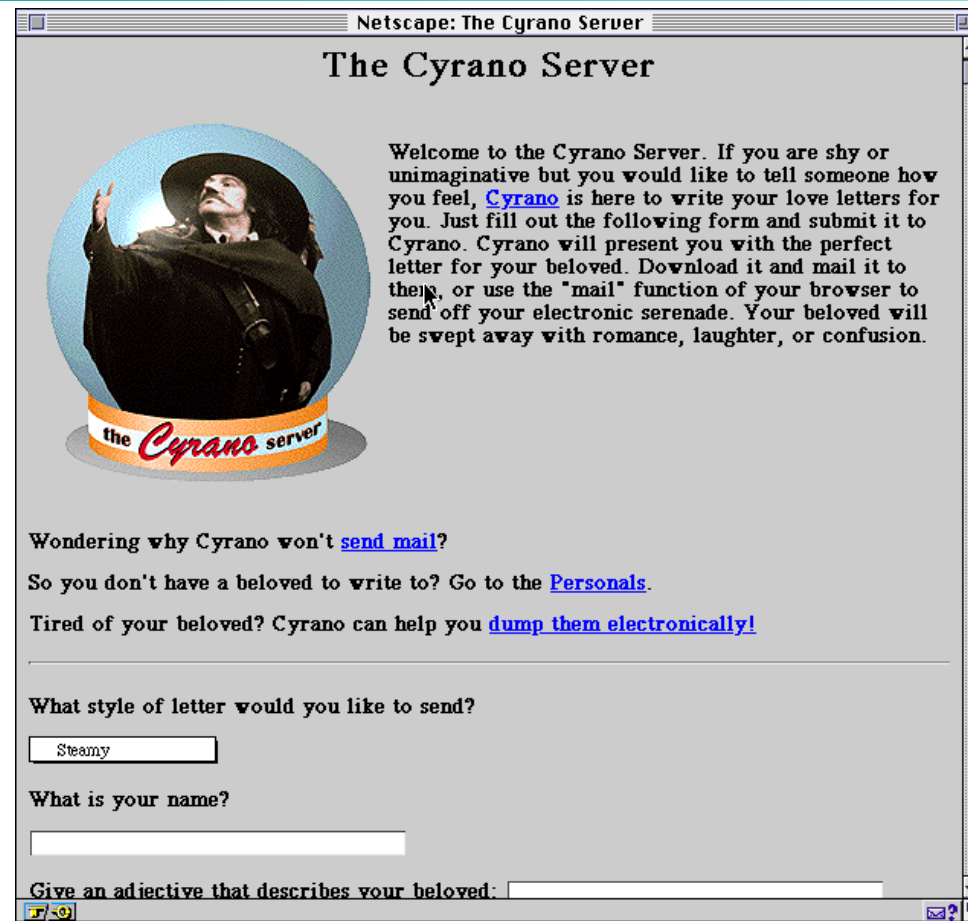 Netscape: The Cyrano Server
The Cyrano Server
Welcome to the Cyrano Server. If you are shy or
unimaginative but you would like to tell someone how
you feel, Cyrano is here to write your love letters for
you. Just fill out the following form and submit it to
Cyrano. Cyrano will present you with the perfect
letter for your beloved. Download it and mail it to
them, or use the "mail" function of your browser to
send off your electronic serenade. Your beloved will
be swept away with romance, laughter, or confusion.
the Cyrano server
Wondering why Cyrano won't send mail?
So you don't have a beloved to write to? Go to the Personals.
Tired of your beloved? Cyrano can help you dump them electronically!
What style of letter would you like to send?
Steamy
What is your name?
Give an adjective that describes your beloved: